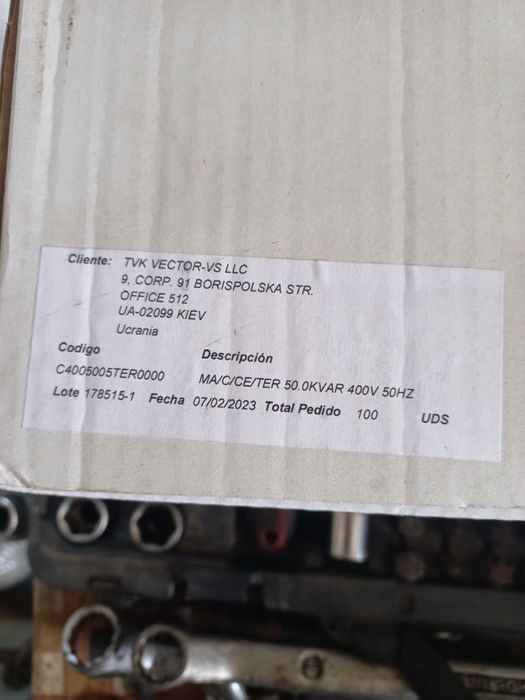 Cliente: TVK VECTOR-VS LLC
9, CORP. 91 BORISPOLSKA STR.
OFFICE 512
UA-02099 KIEV
Ucrania
Codigo Descripción
C4005005TER0000 MA/C/CE/TER 50.0KVAR 400V 50HZ
Lote 178515-1 Fecha 07/02/2023 Total Pedido 100 UDS